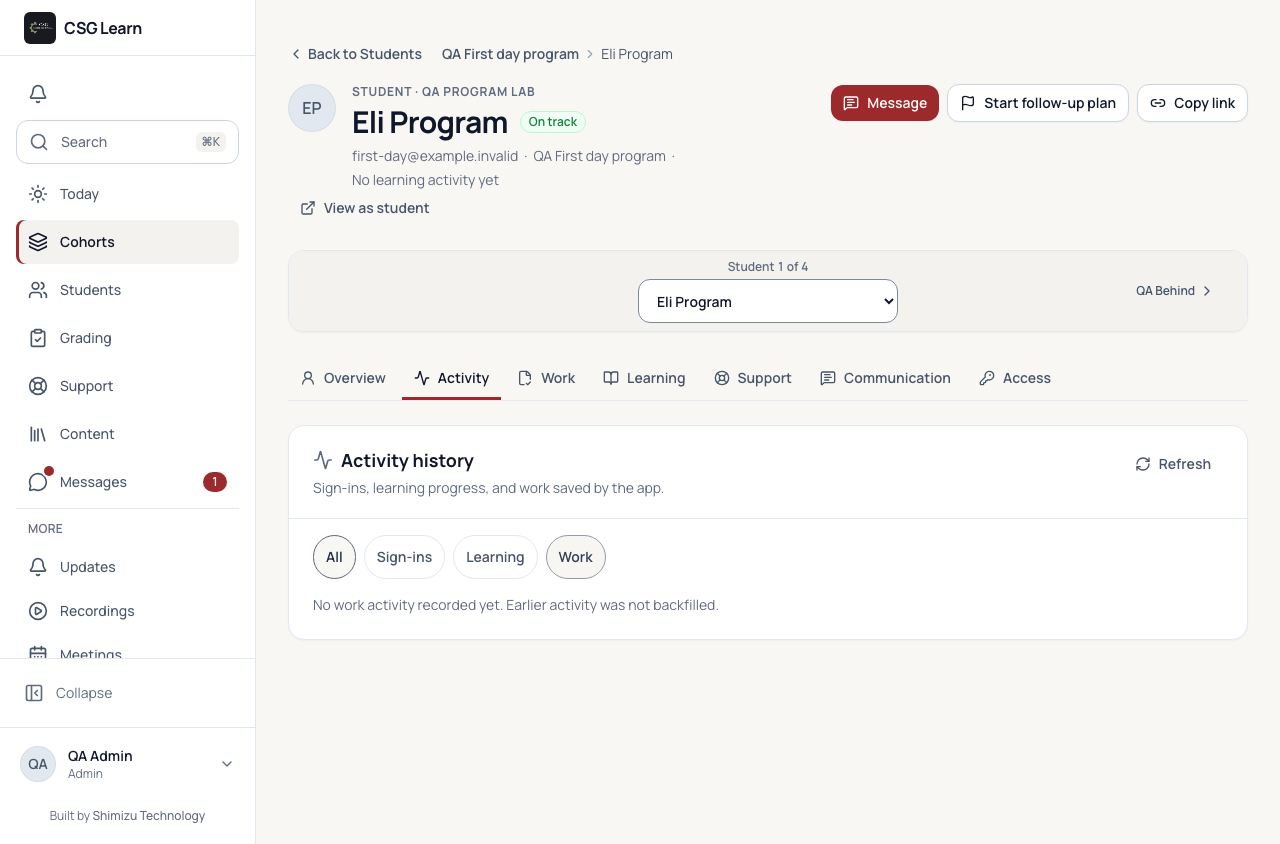 CSG Learn
Search
⌘K
Today
Cohorts
Students
Grading
Support
Content
Messages
1
MORE
Updates
Recordings
Meetings
Collapse
QA
QA Admin
Admin
Built by Shimizu Technology
Back to Students
QA First day program
Eli Program
EP
STUDENT · QA PROGRAM LAB
Eli Program
On track
first-day@example.invalid · QA First day program ·
No learning activity yet
View as student
Message
Start follow-up plan
Copy link
Student 1 of 4
Eli Program
QA Behind
Overview
Activity
Work
Learning
Support
Communication
Access
Activity history
Sign-ins, learning progress, and work saved by the app.
Refresh
All
Sign-ins
Learning
Work
No work activity recorded yet. Earlier activity was not backfilled.